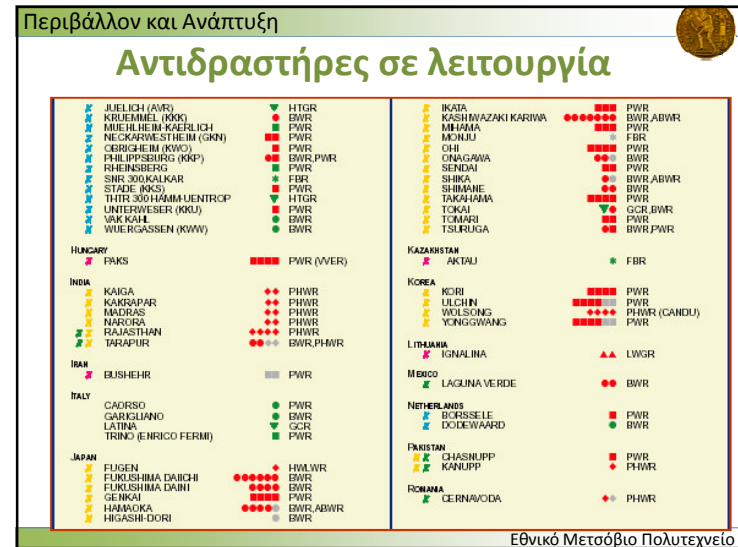 Περιβάλλον και Ανάπτυξη
Αντιδραστήρες σε λειτουργία
JUELICH (AVR) HTGR
KRUEMMEL (KKK) BWR
MUEHLHEIM-KAERLICH PWR
NECKARWESTHEIM (GKN) PWR
OBRIGHEIM (KWO) PWR
PHILIPPSBURG (KKP) BWR,PWR
RHEINSBERG PWR
SNR 300,KALKAR FBR
STADE (KKS) PWR
THTR 300 HAMM-UENTROP HTGR
UNTERWESER (KKU) PWR
VAK KAHL BWR
WUERGASSEN (KWW) BWR
HUNGARY
PAKS PWR (VVER)
INDIA
KAIGA PHWR
KAKRAPAR PHWR
MADRAS PHWR
NARORA PHWR
RAJASTHAN PHWR
TARAPUR BWR,PHWR
IRAN
BUSHEHR PWR
ITALY
CAORSO PWR
GARIGLIANO BWR
LATINA GCR
TRINO (ENRICO FERMI) PWR
JAPAN
FUGEN HWLWR
FUKUSHIMA DAIICHI BWR
FUKUSHIMA DAINI BWR
GENKAI PWR
HAMAOKA BWR,ABWR
HIGASHI-DORI BWR
IKATA PWR
KASHIWAZAKI KARIWA BWR,ABWR
MIHAMA PWR
MONJU FBR
OHI PWR
ONAGAWA BWR
SENDAI PWR
SHIKA BWR,ABWR
SHIMANE BWR
TAKAHAMA PWR
TOKAI GCR,BWR
TOMARI PWR
TSURUGA BWR,PWR
KAZAKHSTAN
AKTAU FBR
KOREA
KORI PWR
ULCHIN PWR
WOLSONG PHWR (CANDU)
YONGGWANG PWR
LITHUANIA
IGNALINA LWGR
MEXICO
LAGUNA VERDE BWR
NETHERLANDS
BORSSELE PWR
DODEWAARD BWR
PAKISTAN
CHASNUPP PWR
KANUPP PHWR
ROMANIA
CERNAVODA PHWR
Εθνικό Μετσόβιο Πολυτεχνείο